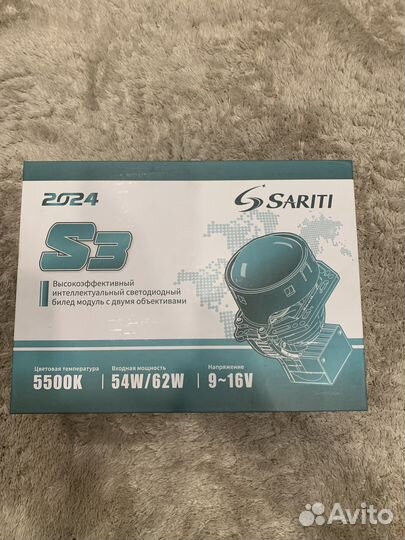 2024
SARITI
S3
Высокоэффективный
интеллектуальный светодиодный
билед модуль с двумя объективами
Цветовая температура
5500K
Входная мощность
54W/62W
Напряжение
9~16V
Avito